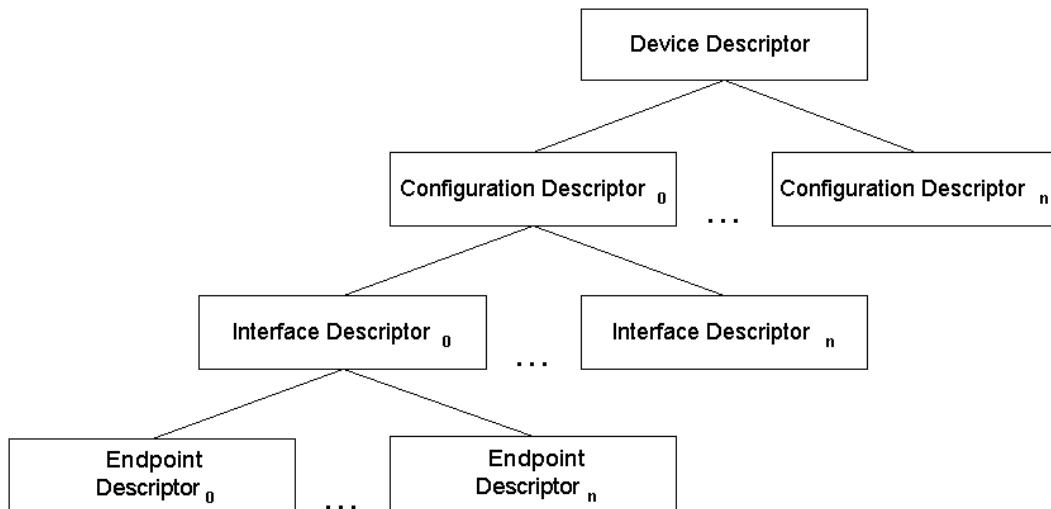 Device Descriptor
Configuration Descriptor 0
...
Configuration Descriptor n
Interface Descriptor 0
...
Interface Descriptor n
Endpoint
Descriptor 0
...
Endpoint
Descriptor n